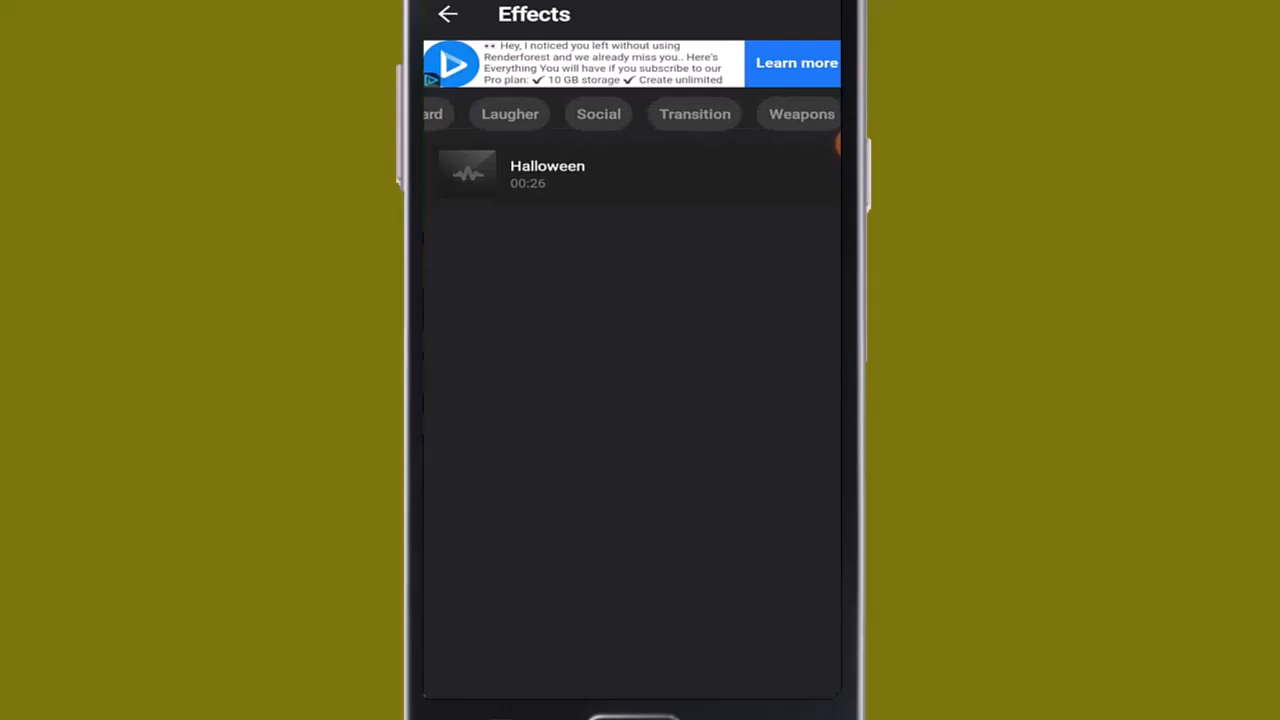 Effects
Hey, I noticed you left without using
Renderforest and we already miss you.. Here's
Everything You will have if you subscribe to our
Pro plan: ✔ 10 GB storage ✔ Create unlimited
Learn more
ard
Laugher
Social
Transition
Weapons
Halloween
00:26